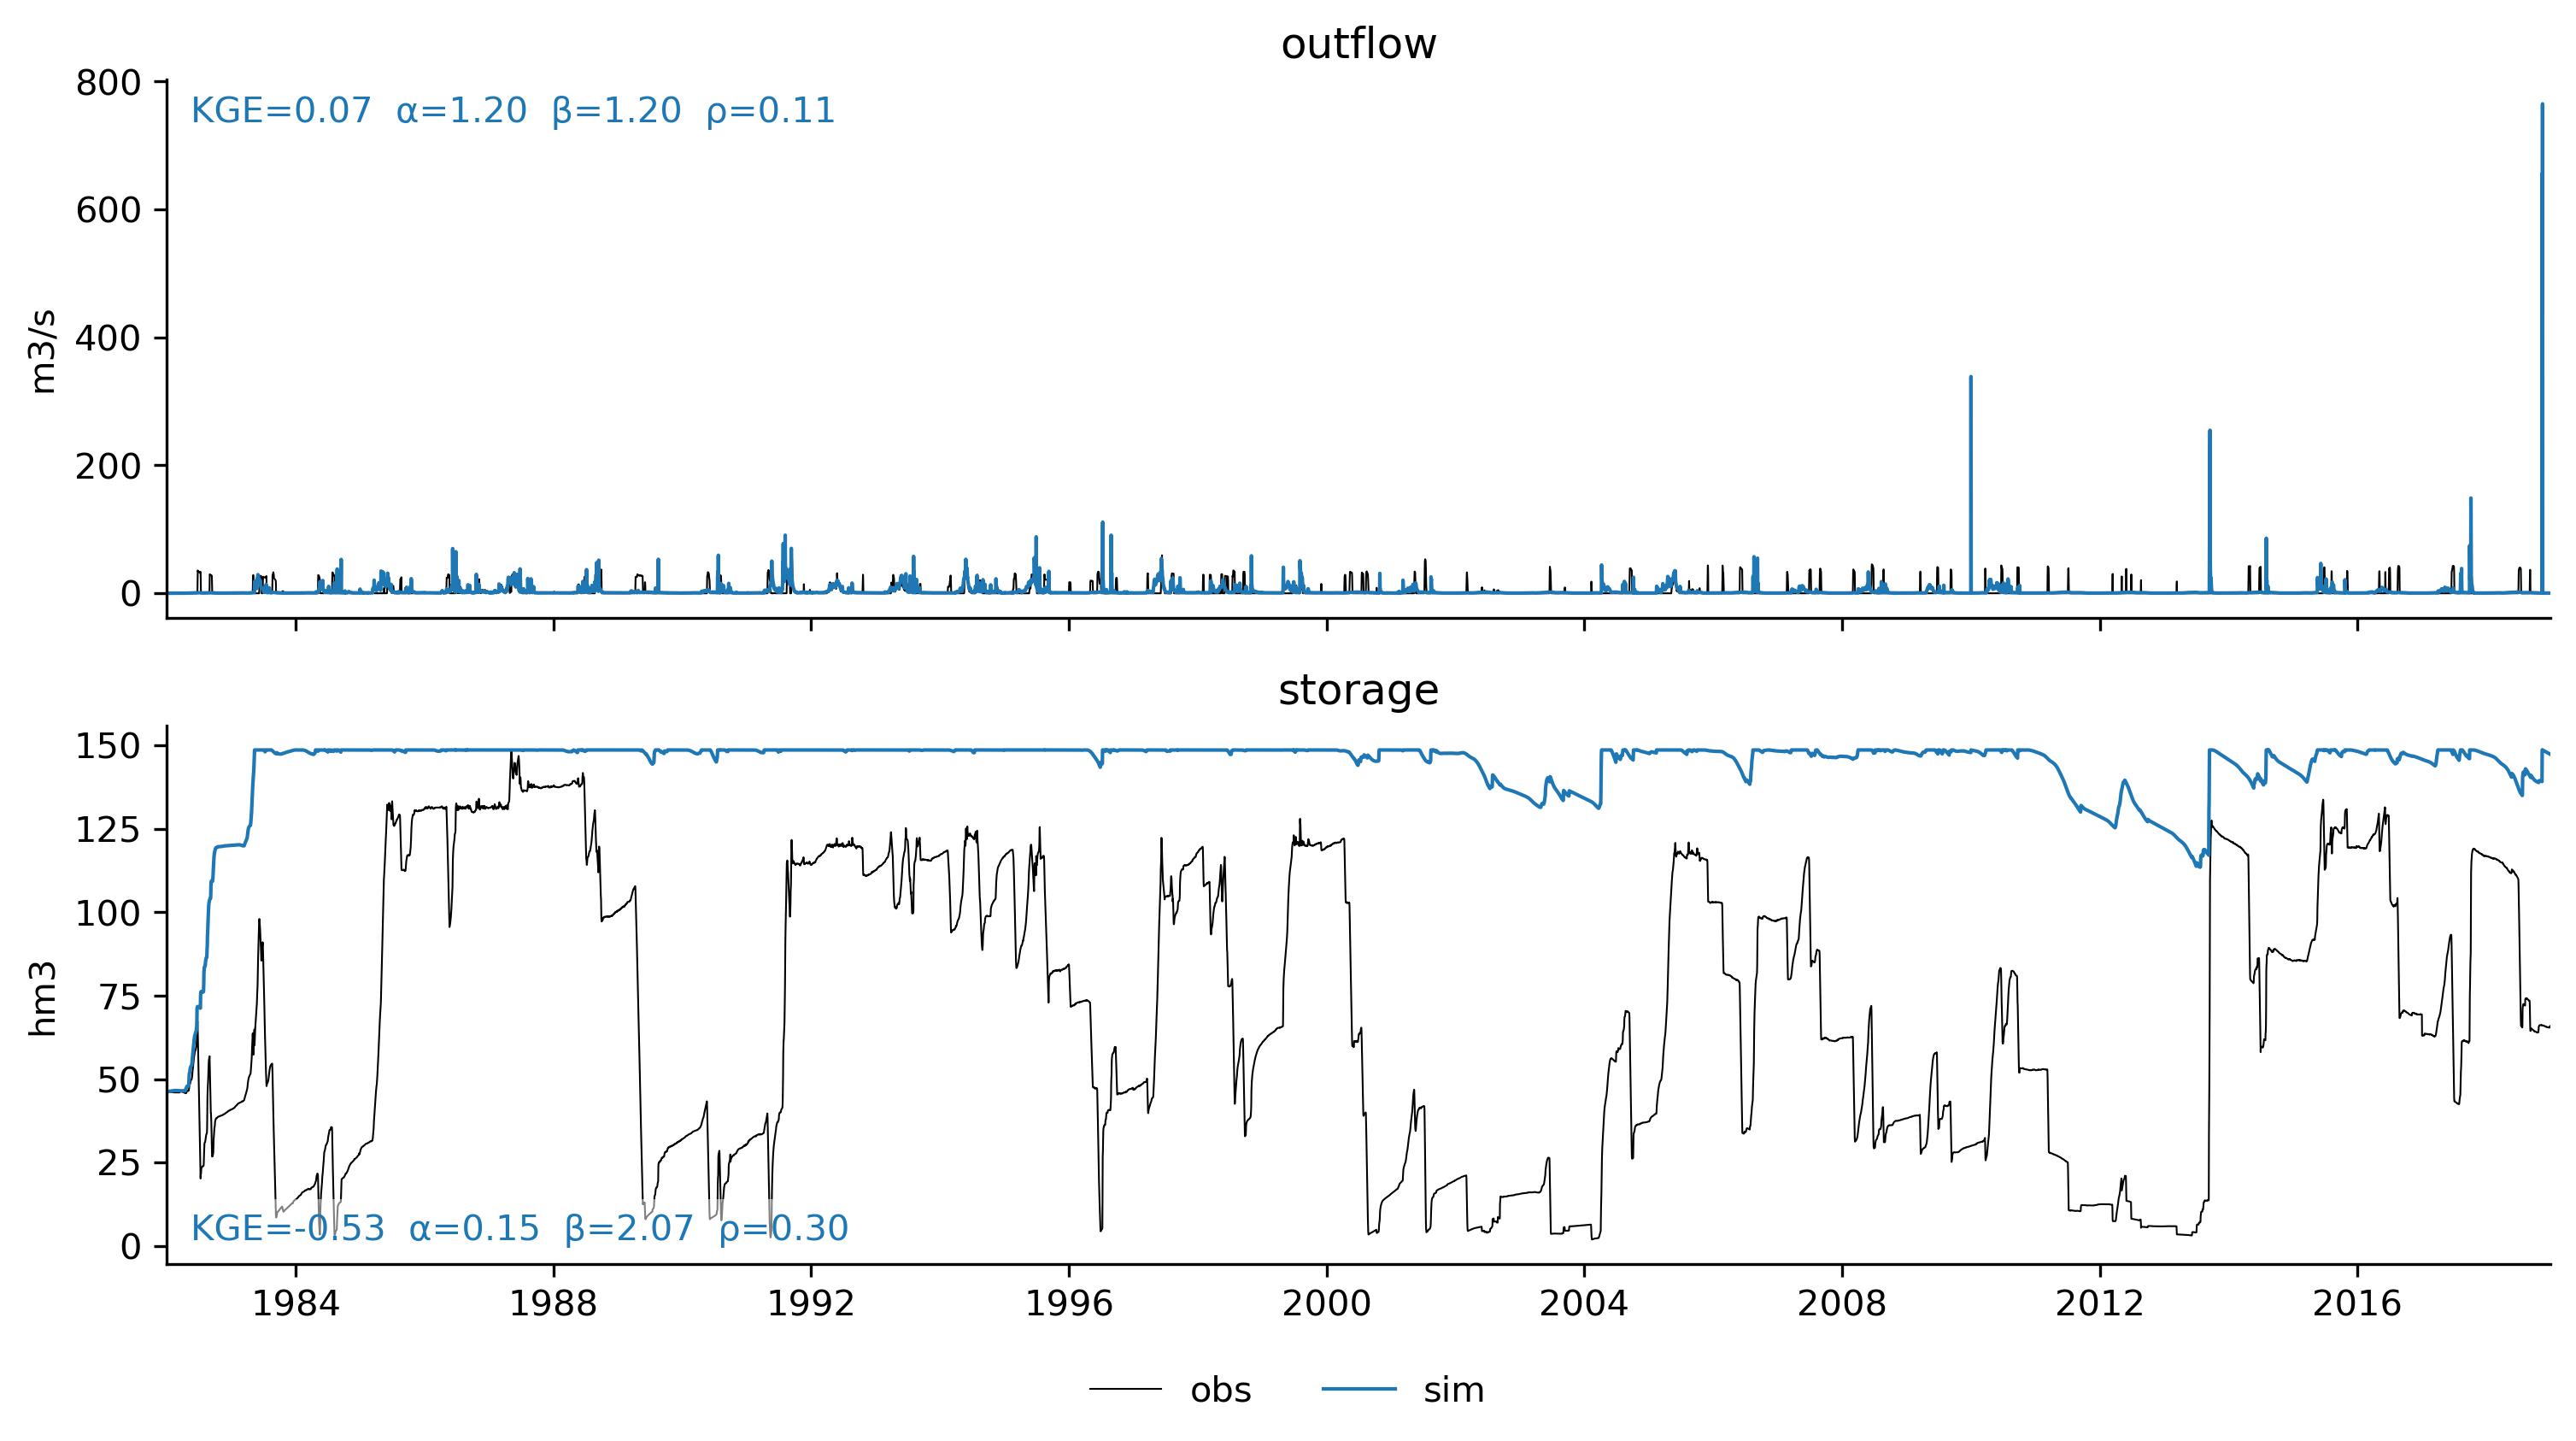 outflow
800
KGE=0.07 α=1.20 β=1.20 ρ=0.11
600
m3/s
400
200
0
storage
150
125
100
hm3
75
50
25
KGE=-0.53 α=0.15 β=2.07 ρ=0.30
0
1984 1988 1992 1996 2000 2004 2008 2012 2016
obs sim